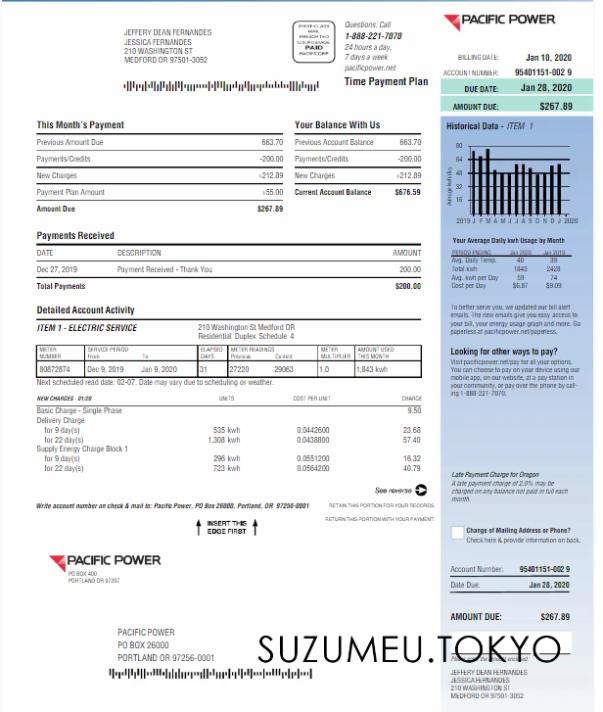 JEFFERY DEAN FERNANDES
JESSICA FERNANDES
210 WASHINGTON ST
MEDFORD OR 97501-3052
PAID
Questions: Call
1-888-221-7070
24 hours a day,
7 days a week
pacificpower.net
Time Payment Plan
PACIFIC POWER
BILLING DATE: Jan 10, 2020
ACCOUNT NUMBER: 95401151-002 9
DUE DATE: Jan 28, 2020
AMOUNT DUE: $267.89
This Month's Payment
Previous Amount Due 663.70
Payments/Credits -200.00
New Charges +212.89
Payment Plan Amount +55.00
Amount Due $267.89
Your Balance With Us
Previous Account Balance 663.70
Payments/Credits -200.00
New Charges +212.89
Current Account Balance $676.59
Payments Received
DATE DESCRIPTION AMOUNT
Dec 27, 2019 Payment Received - Thank You 200.00
Total Payments $200.00
Detailed Account Activity
ITEM 1 - ELECTRIC SERVICE 210 Washington St Medford OR
Residential Duplex Schedule 4
METER NUMBER SERVICE PERIOD From To ELAPSED DAYS METER READINGS Previous Current METER MULTIPLIER AMOUNT USED THIS MONTH
80872874 Dec 9, 2019 Jan 9, 2020 31 27220 29063 1.0 1,843 kwh
Next scheduled read date: 02-07. Date may vary due to scheduling or weather.
NEW CHARGES - 01/20 UNITS COST PER UNIT CHARGE
Basic Charge - Single Phase 9.50
Delivery Charge
for 9 day(s) 535 kwh 0.0442600 23.68
for 22 day(s) 1,308 kwh 0.0438800 57.40
Supply Energy Charge Block 1
for 9 day(s) 296 kwh 0.0551200 16.32
for 22 day(s) 723 kwh 0.0564200 40.79
See reverse
Write account number on check & mail to: Pacific Power, PO Box 26000, Portland, OR 97256-0001
RETAIN THIS PORTION FOR YOUR RECORDS.
RETURN THIS PORTION WITH YOUR PAYMENT.
INSERT THIS
EDGE FIRST
PACIFIC POWER
PO BOX 400
PORTLAND OR 97207
PACIFIC POWER
PO BOX 26000
PORTLAND OR 97256-0001
SUZUMEU.TOKYO
Historical Data - ITEM 1
80
64
48
32
16
2019 J F M A M J J A S O N D J 2020
Your Average Daily kwh Usage by Month
PERIOD ENDING Jan 2020 Jan 2019
Avg. Daily Temp. 40 39
Total kwh 1843 2428
Avg. kwh per Day 59 74
Cost per Day $6.87 $9.09
To better serve you, we updated our bill alert
emails. The new emails give you easy access to
your bill, your energy usage graph and more. Go
paperless at pacificpower.net/paperless.
Looking for other ways to pay?
Visit pacificpower.net/pay for all your options.
You can choose to pay on your device using our
mobile app, on our website, at a pay station in
your community, or pay over the phone by call-
ing 1-888-221-7070.
Late Payment Charge for Oregon
A late payment charge of 2.0% may be
charged on any balance not paid in full each
month.
Change of Mailing Address or Phone?
Check here & provide information on back.
Account Number: 95401151-002 9
Date Due: Jan 28, 2020
AMOUNT DUE: $267.89
JEFFERY DEAN FERNANDES
JESSICA FERNANDES
210 WASHINGTON ST
MEDFORD OR 97501-3052